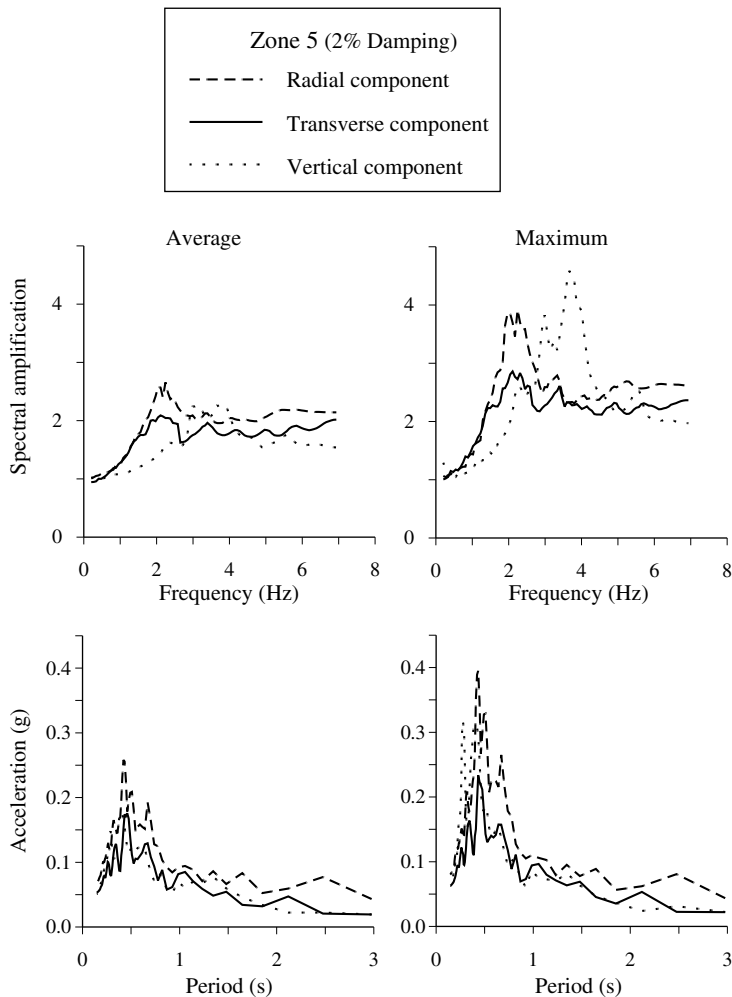 Zone 5 (2% Damping)
Radial component
Transverse component
Vertical component
Average
Maximum
Spectral amplification
4
2
0
0 2 4 6 8
Frequency (Hz)
4
2
0
0 2 4 6 8
Frequency (Hz)
Acceleration (g)
0.4
0.3
0.2
0.1
0.0
0 1 2 3
Period (s)
0.4
0.3
0.2
0.1
0.0
0 1 2 3
Period (s)